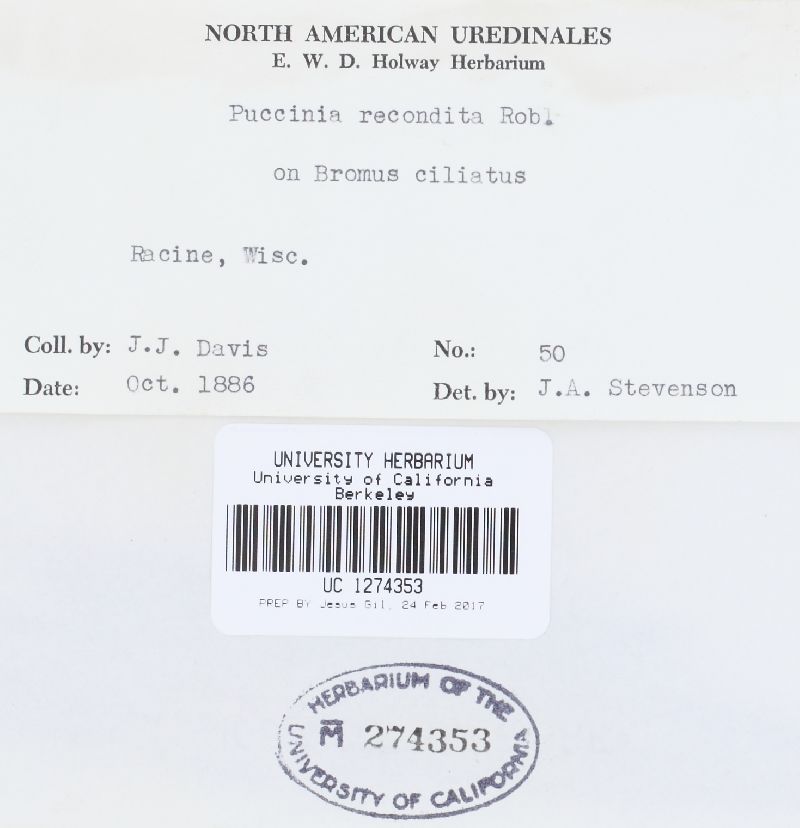 NORTH AMERICAN UREDINALES
E. W. D. Holway Herbarium
Puccinia recondita Robl
on Bromus ciliatus
Racine, Wisc.
Coll. by: J.J. Davis No.: 50
Date: Oct. 1886 Det. by: J.A. Stevenson
UNIVERSITY HERBARIUM
University of California
Berkeley
UC 1274353
PREP BY Jesus Gil, 24 Feb 2017
HERBARIUM OF THE
M̅ 274353
UNIVERSITY OF CALIFORNIA